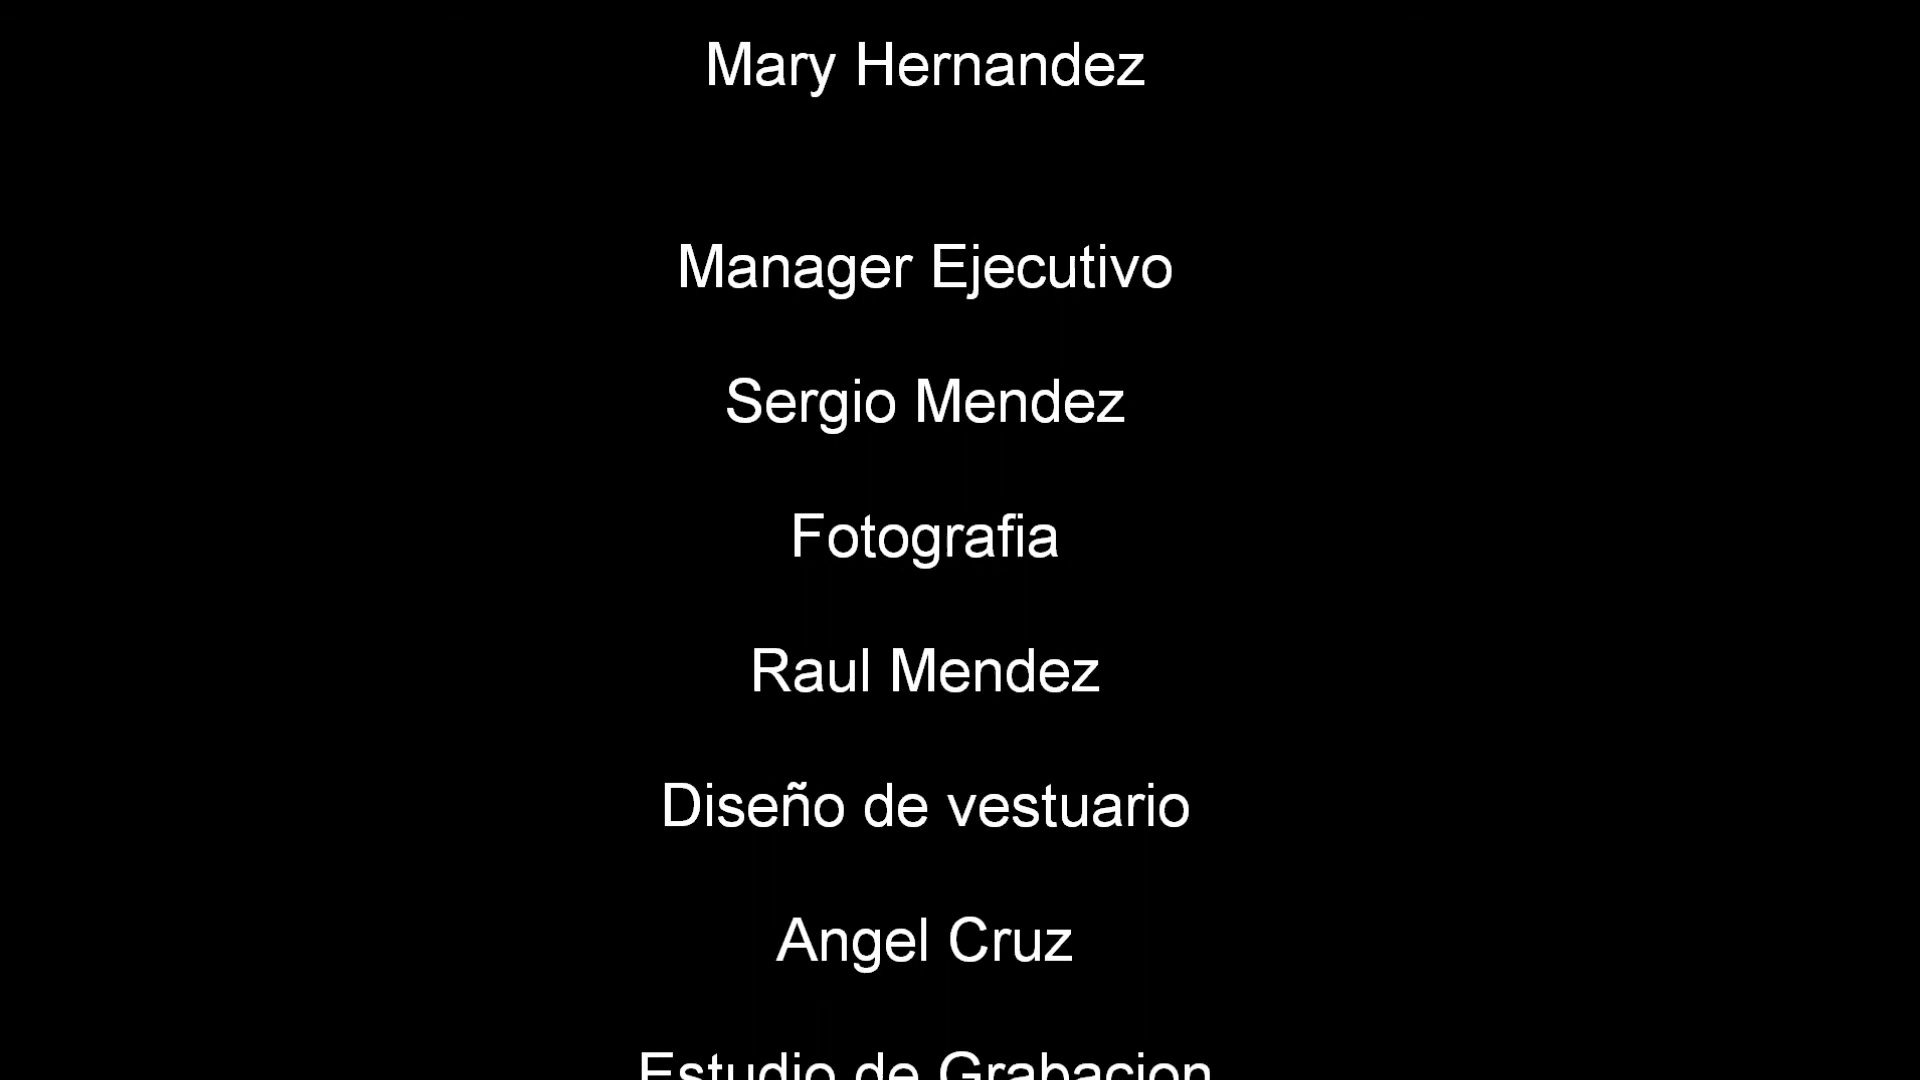 Mary Hernandez
Manager Ejecutivo
Sergio Mendez
Fotografia
Raul Mendez
Diseño de vestuario
Angel Cruz
Estudio de Grabacion